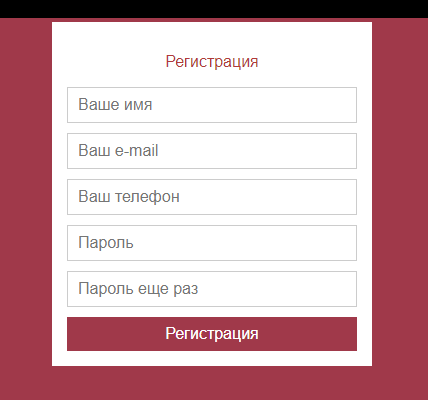 Регистрация
Ваше имя
Ваш e-mail
Ваш телефон
Пароль
Пароль еще раз
Регистрация